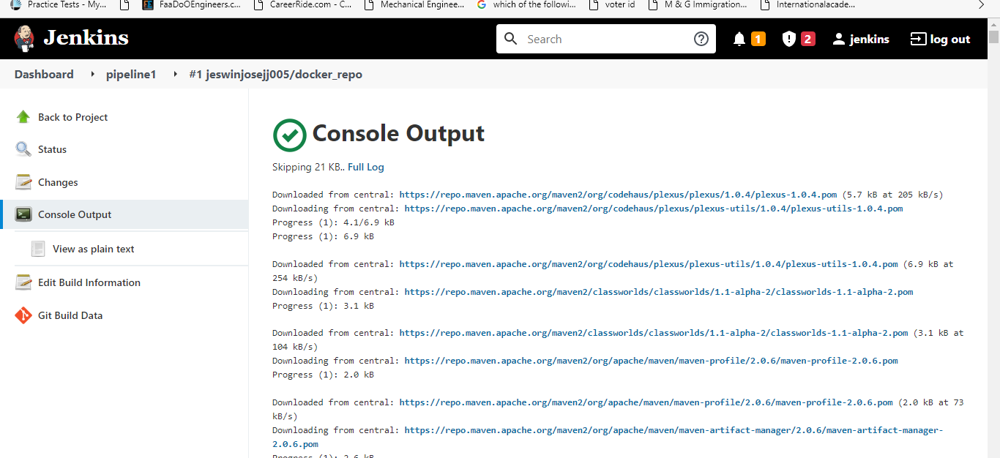 Practice Tests - My...
FaaDoOEngineers.c...
CareerRide.com - C...
Mechanical Enginee...
which of the followi...
voter id
M & G Immigration...
Internationalacade...
Jenkins
Search
1
2
jenkins
log out
Dashboard
pipeline1
#1 jeswinjosejj005/docker_repo
Back to Project
Status
Changes
Console Output
View as plain text
Edit Build Information
Git Build Data
Console Output
Skipping 21 KB.. Full Log
Downloaded from central: https://repo.maven.apache.org/maven2/org/codehaus/plexus/plexus/1.0.4/plexus-1.0.4.pom (5.7 kB at 205 kB/s)
Downloading from central: https://repo.maven.apache.org/maven2/org/codehaus/plexus/plexus-utils/1.0.4/plexus-utils-1.0.4.pom
Progress (1): 4.1/6.9 kB
Progress (1): 6.9 kB
Downloaded from central: https://repo.maven.apache.org/maven2/org/codehaus/plexus/plexus-utils/1.0.4/plexus-utils-1.0.4.pom (6.9 kB at
254 kB/s)
Downloading from central: https://repo.maven.apache.org/maven2/classworlds/classworlds/1.1-alpha-2/classworlds-1.1-alpha-2.pom
Progress (1): 3.1 kB
Downloaded from central: https://repo.maven.apache.org/maven2/classworlds/classworlds/1.1-alpha-2/classworlds-1.1-alpha-2.pom (3.1 kB at
104 kB/s)
Downloading from central: https://repo.maven.apache.org/maven2/org/apache/maven/maven-profile/2.0.6/maven-profile-2.0.6.pom
Progress (1): 2.0 kB
Downloaded from central: https://repo.maven.apache.org/maven2/org/apache/maven/maven-profile/2.0.6/maven-profile-2.0.6.pom (2.0 kB at 73
kB/s)
Downloading from central: https://repo.maven.apache.org/maven2/org/apache/maven/maven-artifact-manager/2.0.6/maven-artifact-manager-
2.0.6.pom
Progress (1): 2.6 kB